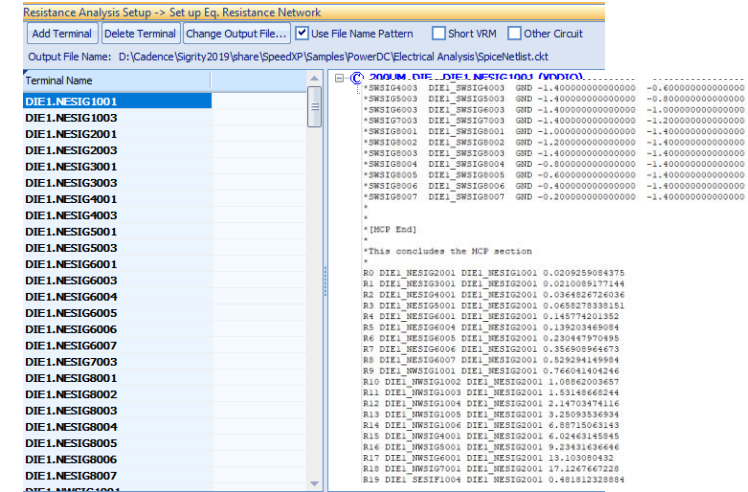 Resistance Analysis Setup -> Set up Eq. Resistance Network
Add Terminal Delete Terminal Change Output File... Use File Name Pattern Short VRM Other Circuit
Output File Name: D:\Cadence\Sigrity2019\share\SpeedXP\Samples\PowerDC\Electrical Analysis\SpiceNetlist.ckt
Terminal Name
DIE1.NESIG1001
DIE1.NESIG1003
DIE1.NESIG2001
DIE1.NESIG2003
DIE1.NESIG3001
DIE1.NESIG3003
DIE1.NESIG4001
DIE1.NESIG4003
DIE1.NESIG5001
DIE1.NESIG5003
DIE1.NESIG6001
DIE1.NESIG6003
DIE1.NESIG6004
DIE1.NESIG6005
DIE1.NESIG6006
DIE1.NESIG6007
DIE1.NESIG7003
DIE1.NESIG8001
DIE1.NESIG8002
DIE1.NESIG8003
DIE1.NESIG8004
DIE1.NESIG8005
DIE1.NESIG8006
DIE1.NESIG8007
DIE1.NWSIG1001
200UM_DIE_DIE1.NESIG1001 (VDDIO)
*SWSIG4003 DIE1_SWSIG4003 GND -1.400000000000000 -0.600000000000000
*SWSIG5003 DIE1_SWSIG5003 GND -1.400000000000000 -0.800000000000000
*SWSIG6003 DIE1_SWSIG6003 GND -1.400000000000000 -1.000000000000000
*SWSIG7003 DIE1_SWSIG7003 GND -1.400000000000000 -1.200000000000000
*SWSIG8001 DIE1_SWSIG8001 GND -1.000000000000000 -1.400000000000000
*SWSIG8002 DIE1_SWSIG8002 GND -1.200000000000000 -1.400000000000000
*SWSIG8003 DIE1_SWSIG8003 GND -1.400000000000000 -1.400000000000000
*SWSIG8004 DIE1_SWSIG8004 GND -0.800000000000000 -1.400000000000000
*SWSIG8005 DIE1_SWSIG8005 GND -0.600000000000000 -1.400000000000000
*SWSIG8006 DIE1_SWSIG8006 GND -0.400000000000000 -1.400000000000000
*SWSIG8007 DIE1_SWSIG8007 GND -0.200000000000000 -1.400000000000000
*
*
*[MCP End]
*
*This concludes the MCP section
*
R0 DIE1_NESIG2001 DIE1_NESIG1001 0.0209259084375
R1 DIE1_NESIG3001 DIE1_NESIG2001 0.0210089177144
R2 DIE1_NESIG4001 DIE1_NESIG2001 0.0364826726036
R3 DIE1_NESIG5001 DIE1_NESIG2001 0.0658278338151
R4 DIE1_NESIG6001 DIE1_NESIG2001 0.145774201352
R5 DIE1_NESIG6004 DIE1_NESIG2001 0.139203469084
R6 DIE1_NESIG6005 DIE1_NESIG2001 0.230447970495
R7 DIE1_NESIG6006 DIE1_NESIG2001 0.356908964673
R8 DIE1_NESIG6007 DIE1_NESIG2001 0.529294149984
R9 DIE1_NWSIG1001 DIE1_NESIG2001 0.766041404246
R10 DIE1_NWSIG1002 DIE1_NESIG2001 1.08862003657
R11 DIE1_NWSIG1003 DIE1_NESIG2001 1.53148668244
R12 DIE1_NWSIG1004 DIE1_NESIG2001 2.14703474116
R13 DIE1_NWSIG1005 DIE1_NESIG2001 3.25093536934
R14 DIE1_NWSIG1006 DIE1_NESIG2001 6.88715063143
R15 DIE1_NWSIG4001 DIE1_NESIG2001 6.02463145845
R16 DIE1_NWSIG5001 DIE1_NESIG2001 9.23431636646
R17 DIE1_NWSIG6001 DIE1_NESIG2001 13.103080432
R18 DIE1_NWSIG7001 DIE1_NESIG2001 17.1267667228
R19 DIE1_SESIF1004 DIE1_NESIG2001 0.481812328884